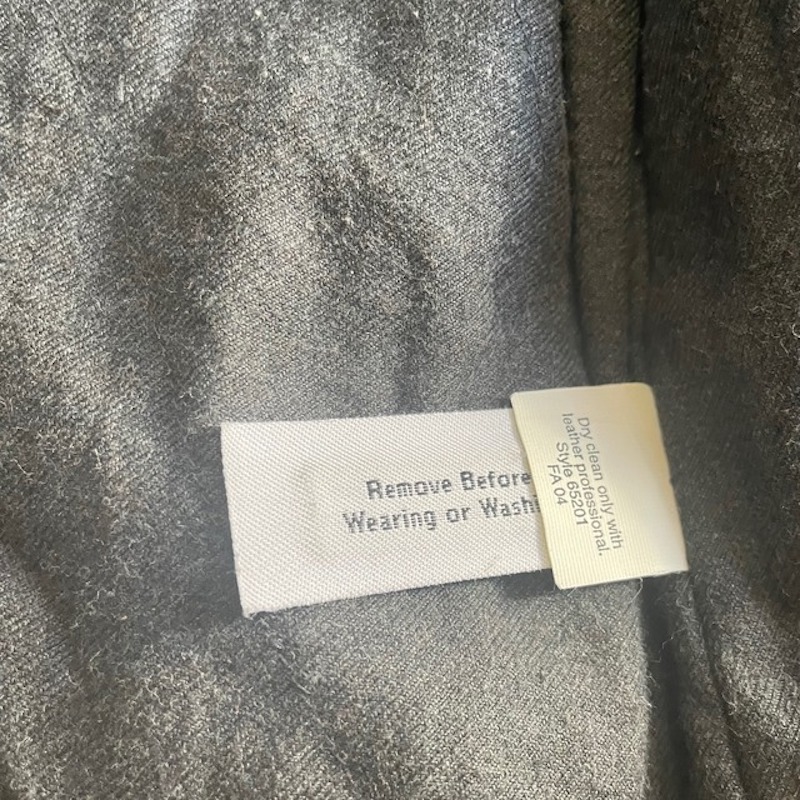 Remove Before
Wearing or Washi
Dry clean only with
leather professional.
Style 65201
FA 04